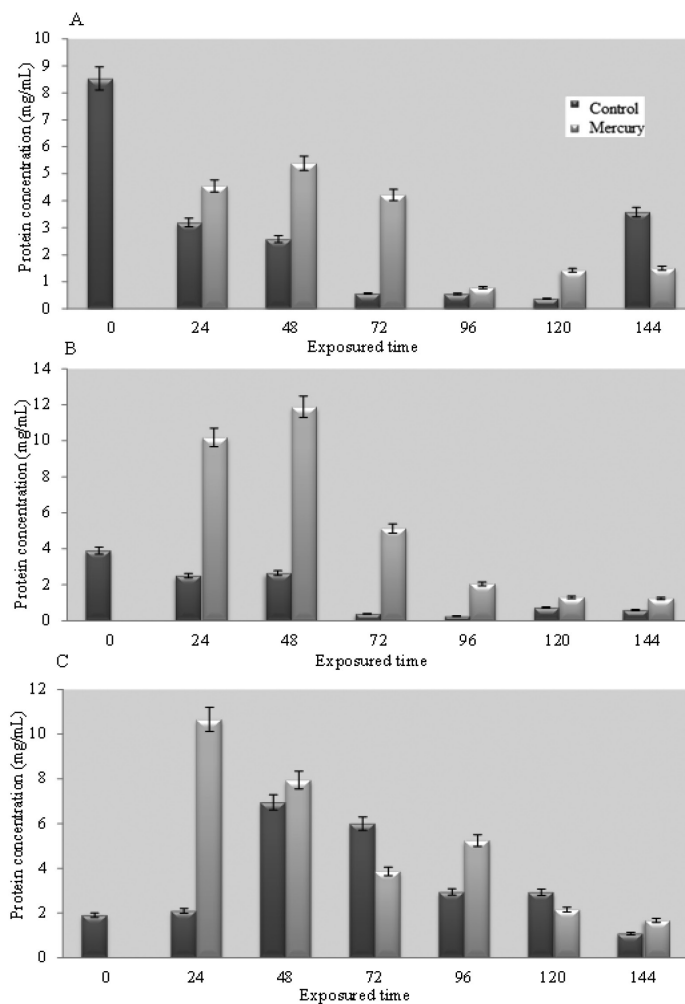 A
Protein concentration (mg/mL)
10
9
8
7
6
5
4
3
2
1
0
Control
Mercury
0 24 48 72 96 120 144
Exposured time
B
Protein concentration (mg/mL)
14
12
10
8
6
4
2
0
0 24 48 72 96 120 144
Exposured time
C
Protein concentration (mg/mL)
12
10
8
6
4
2
0
0 24 48 72 96 120 144
Exposured time